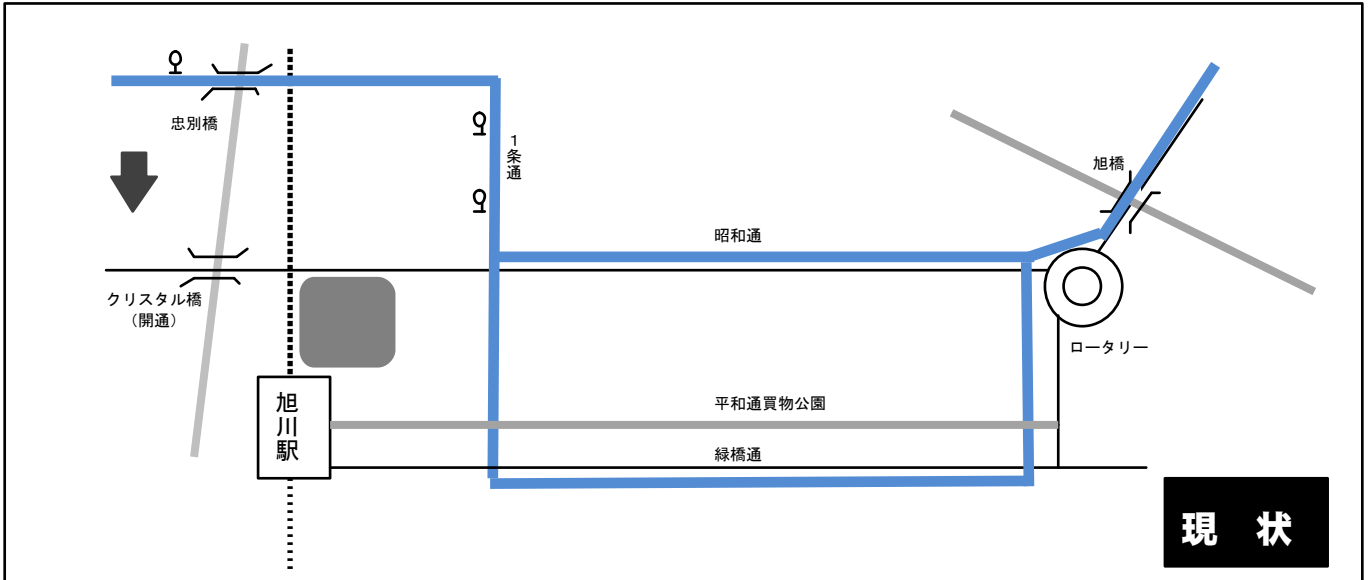 忠別橋
1条通
旭橋
昭和通
クリスタル橋
（開通）
ロータリー
旭川駅
平和通買物公園
緑橋通
現 状